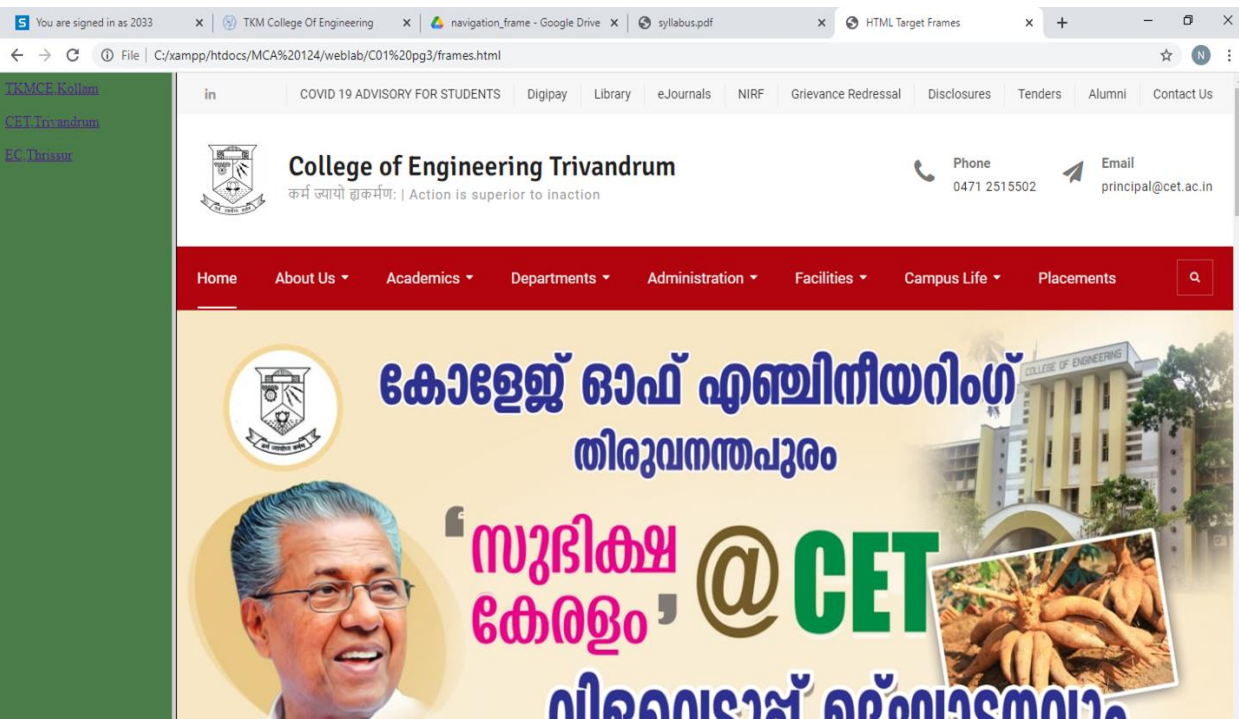 You are signed in as 2033
TKM College Of Engineering
navigation_frame - Google Drive
syllabus.pdf
HTML Target Frames
File | C:/xampp/htdocs/MCA%20124/weblab/C01%20pg3/frames.html
N
TKMCE,Kollam
CET,Trivandrum
EC,Thrissur
in COVID 19 ADVISORY FOR STUDENTS Digipay Library eJournals NIRF Grievance Redressal Disclosures Tenders Alumni Contact Us
College of Engineering Trivandrum
कर्म ज्यायो ह्यकर्मण: | Action is superior to inaction
Phone
0471 2515502
Email
principal@cet.ac.in
Home About Us Academics Departments Administration Facilities Campus Life Placements
കോളേജ് ഓഫ് എഞ്ചിനീയറിംഗ്
തിരുവനന്തപുരം
COLLEGE OF ENGINEERING
'സുഭിക്ഷ
കേരളം' @ CET
വിളവെടുപ്പ് ഉദ്ഘാടനവും